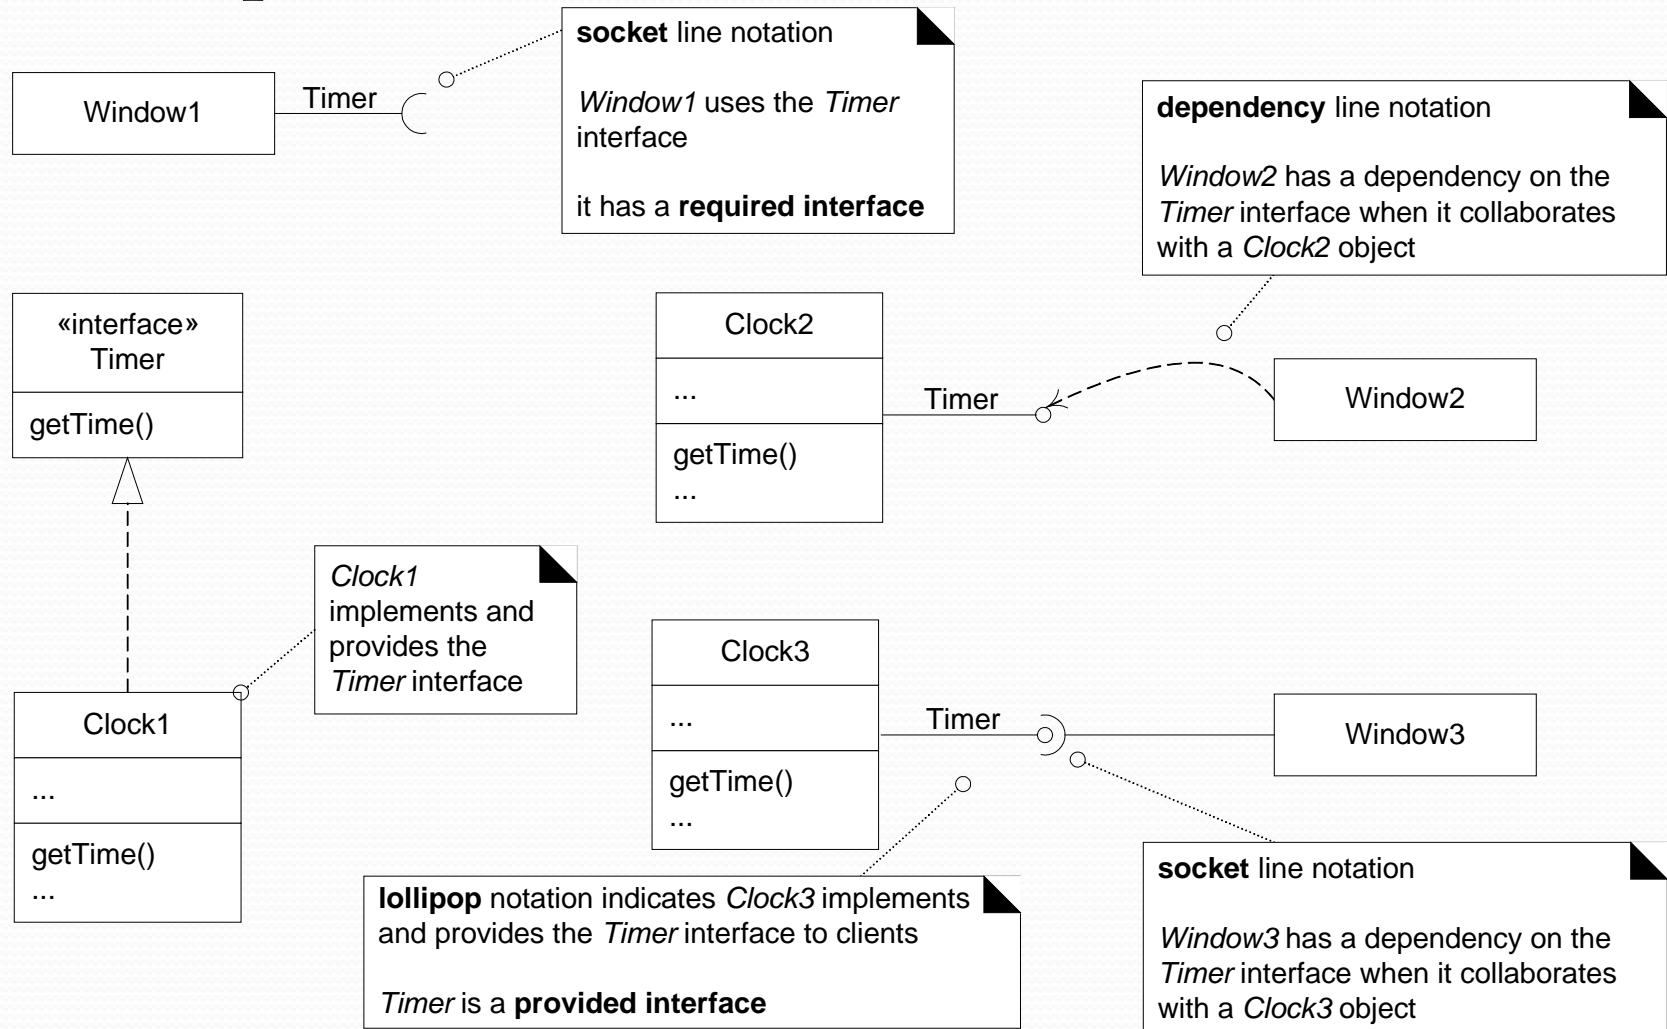 socket line notation
Window1 uses the Timer
interface
it has a required interface
Window1
Timer
dependency line notation
Window2 has a dependency on the
Timer interface when it collaborates
with a Clock2 object
«interface»
Timer
getTime()
Clock2
...
getTime()
...
Timer
Window2
Clock1
implements and
provides the
Timer interface
Clock1
...
getTime()
...
Clock3
...
getTime()
...
Timer
Window3
lollipop notation indicates Clock3 implements
and provides the Timer interface to clients
Timer is a provided interface
socket line notation
Window3 has a dependency on the
Timer interface when it collaborates
with a Clock3 object